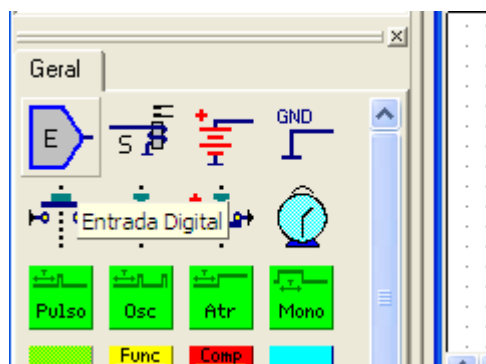 Geral
E
S
GND
Entrada Digital
Pulso Osc Atr Mono
Func Comp